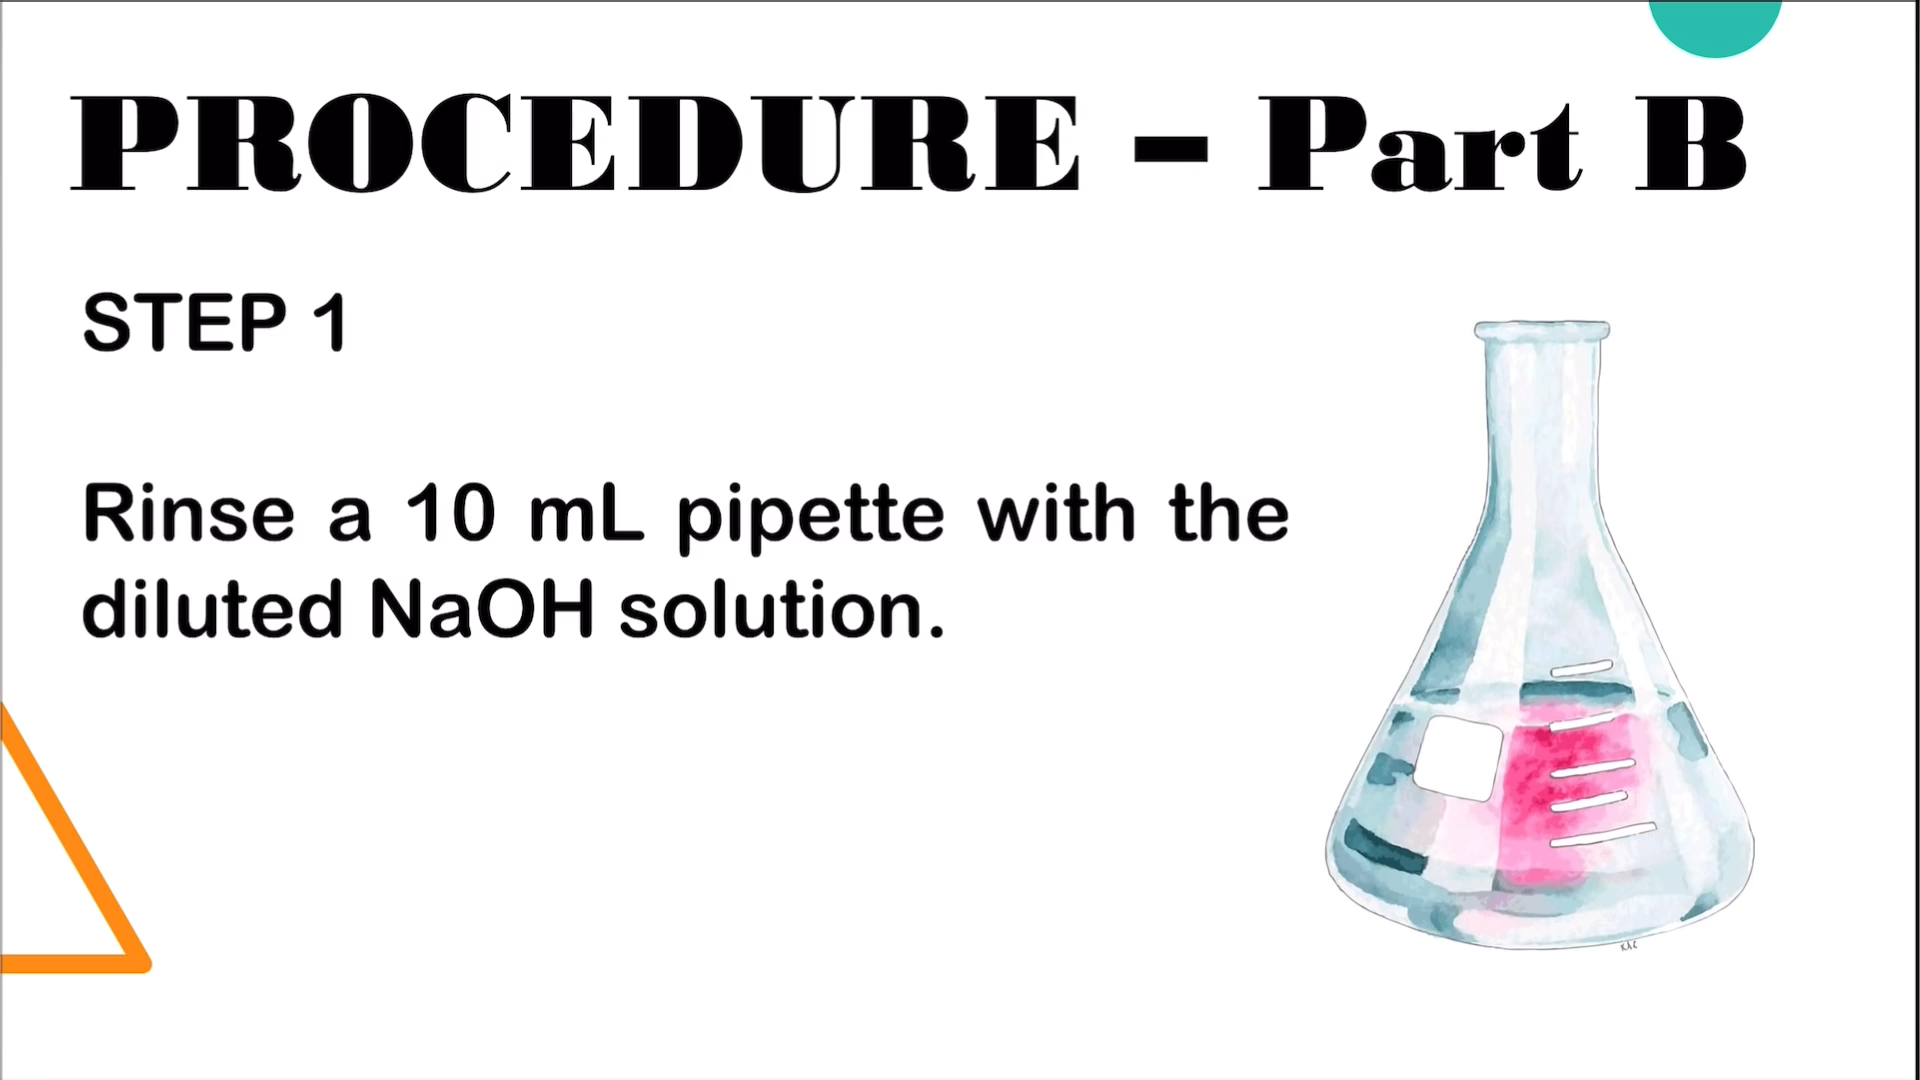 PROCEDURE – Part B
STEP 1
Rinse a 10 mL pipette with the
diluted NaOH solution.